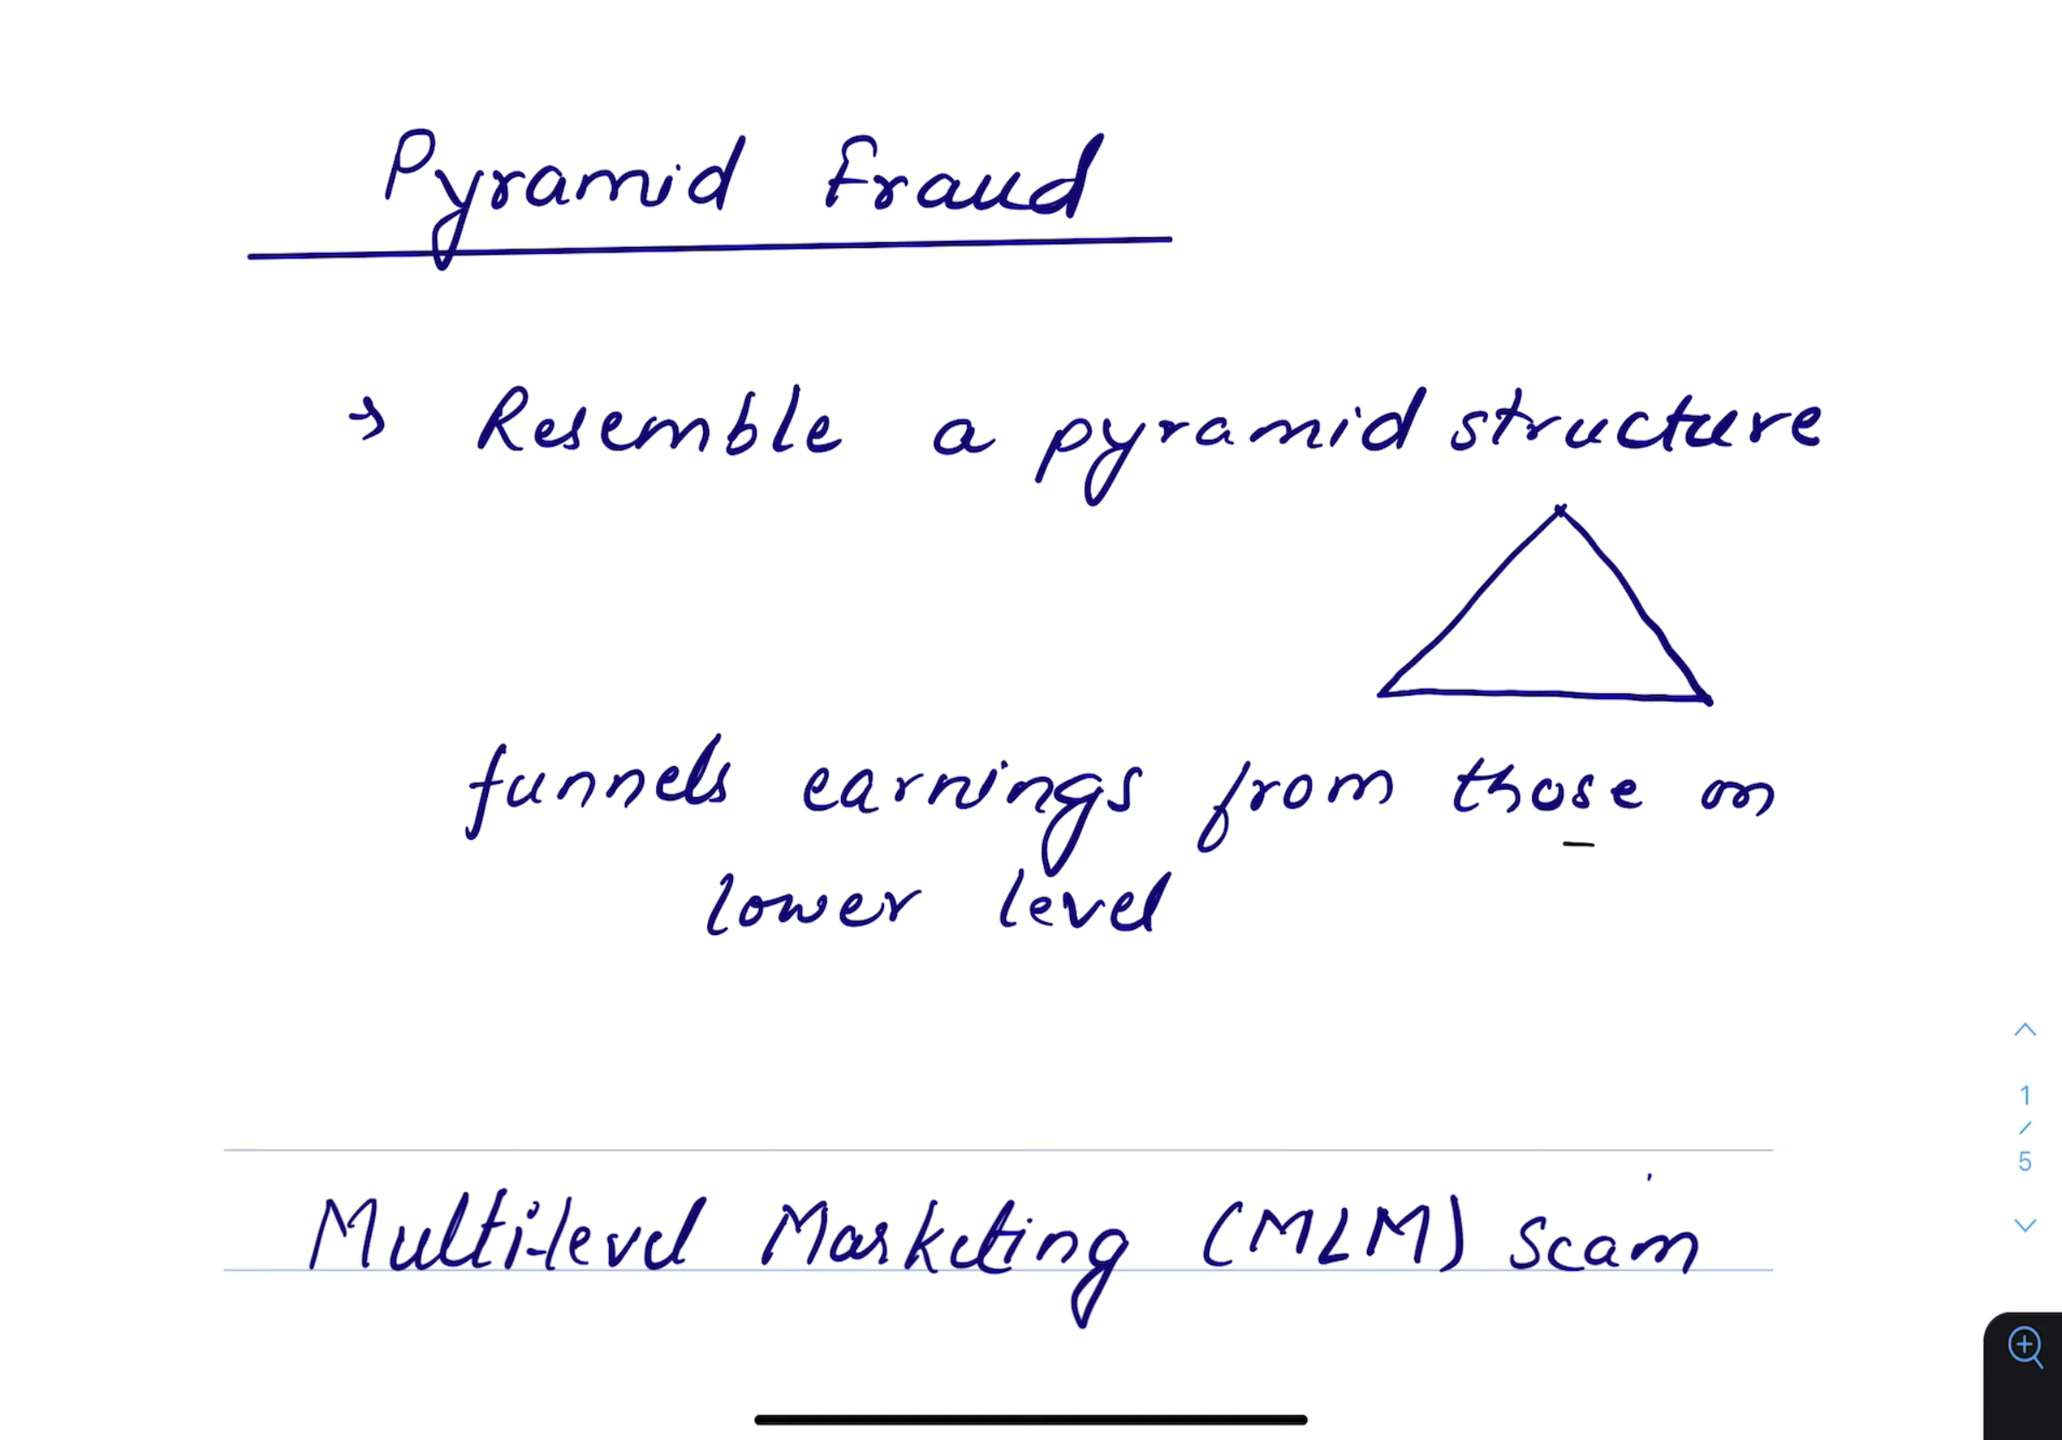 Pyramid Fraud
→ Resemble a pyramid structure
funnels earnings from those on
lower level
Multi-level Marketing (MLM) scam
1
/
5